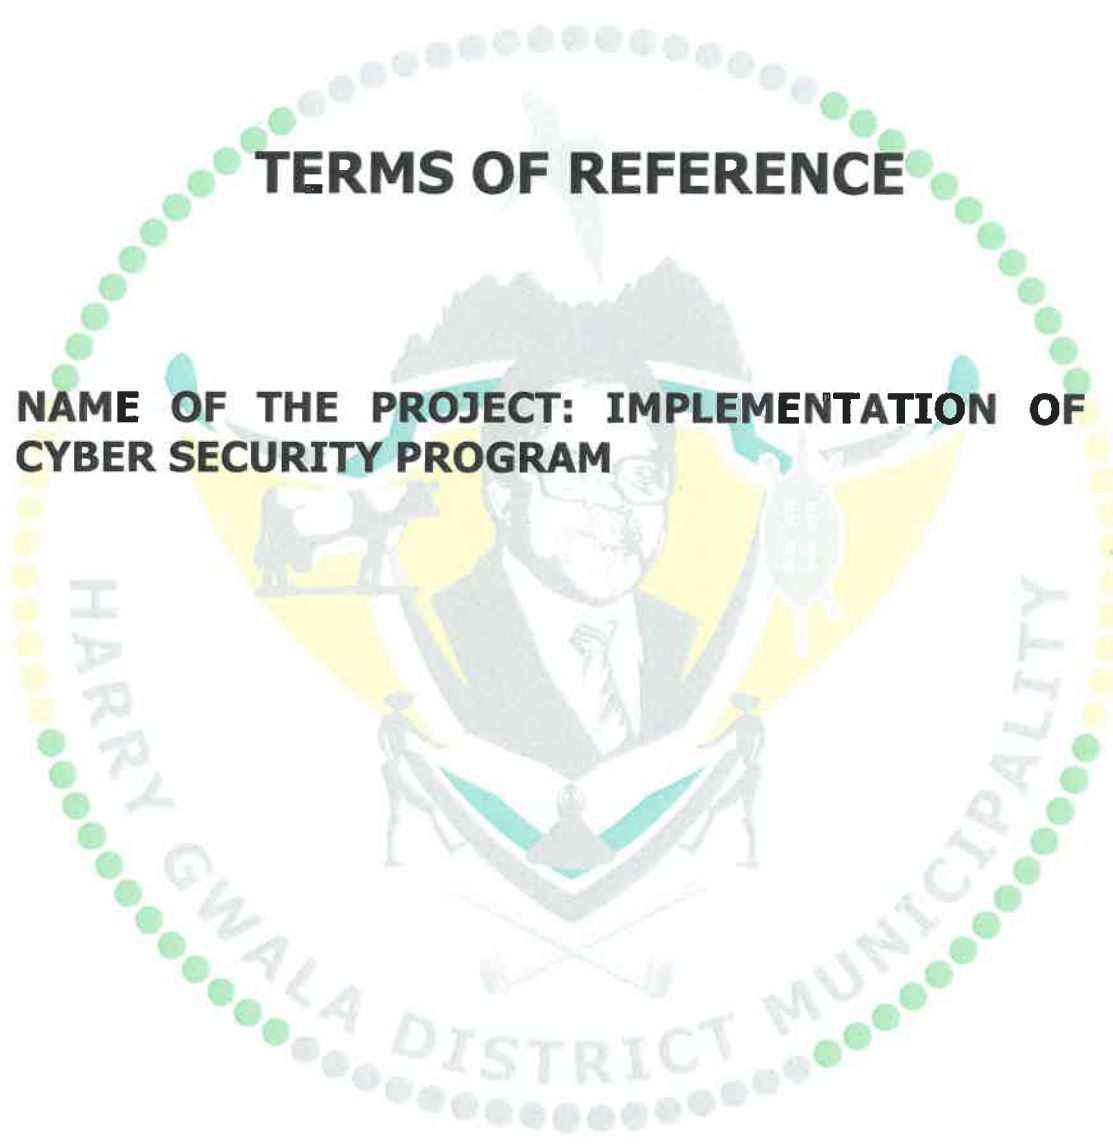 TERMS OF REFERENCE
NAME OF THE PROJECT: IMPLEMENTATION OF
CYBER SECURITY PROGRAM
HARRY GWALA DISTRICT MUNICIPALITY